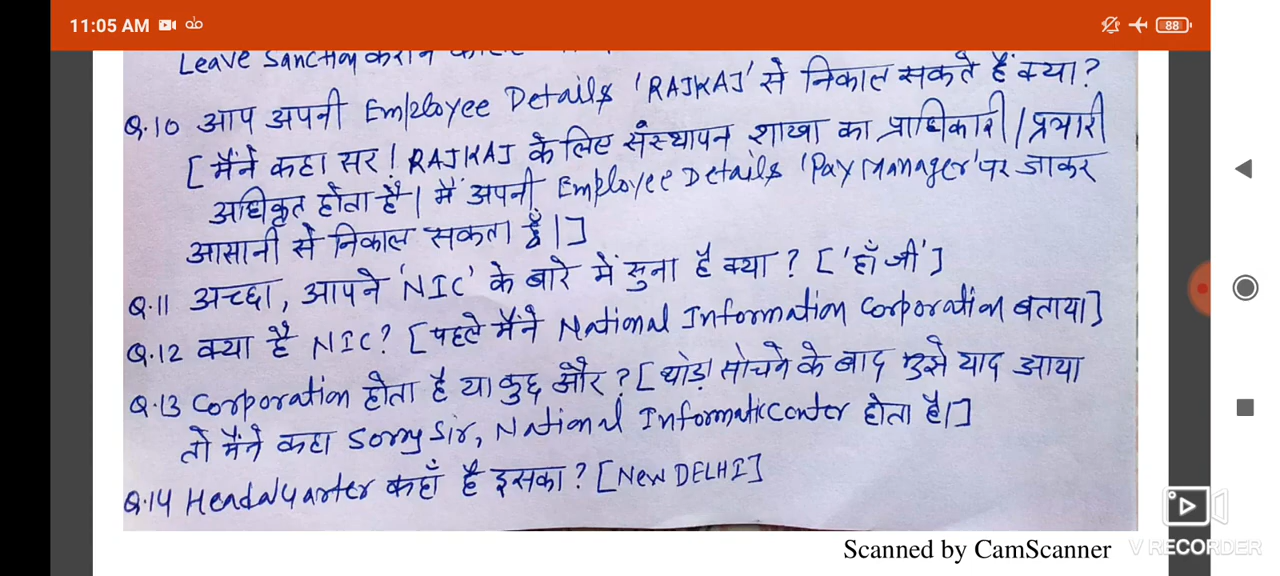 11:05 AM
88
Leave Sanction कराने
Q.10 आप अपनी Employee Details 'RAJKAJ' से निकाल सकते हैं क्या?
[मैंने कहा सर! RAJKAJ के लिए संस्थापन शाखा का प्राधिकारी/प्रभारी
अधिकृत होता है। मैं अपनी Employee Details 'Pay Manager' पर जाकर
आसानी से निकाल सकता हूँ।]
Q.11 अच्छा, आपने 'NIC' के बारे में सुना है क्या? ['हाँ जी']
Q.12 क्या है NIC? [पहले मैंने National Information Corporation बताया]
Q.13 Corporation होता है या कुछ और? [थोड़ा सोचने के बाद मुझे याद आया
तो मैंने कहा Sorry Sir, National Informatic Center होता है।]
Q.14 Headquarter कहाँ है इसका? [New DELHI]
Scanned by CamScanner
V RECORDER